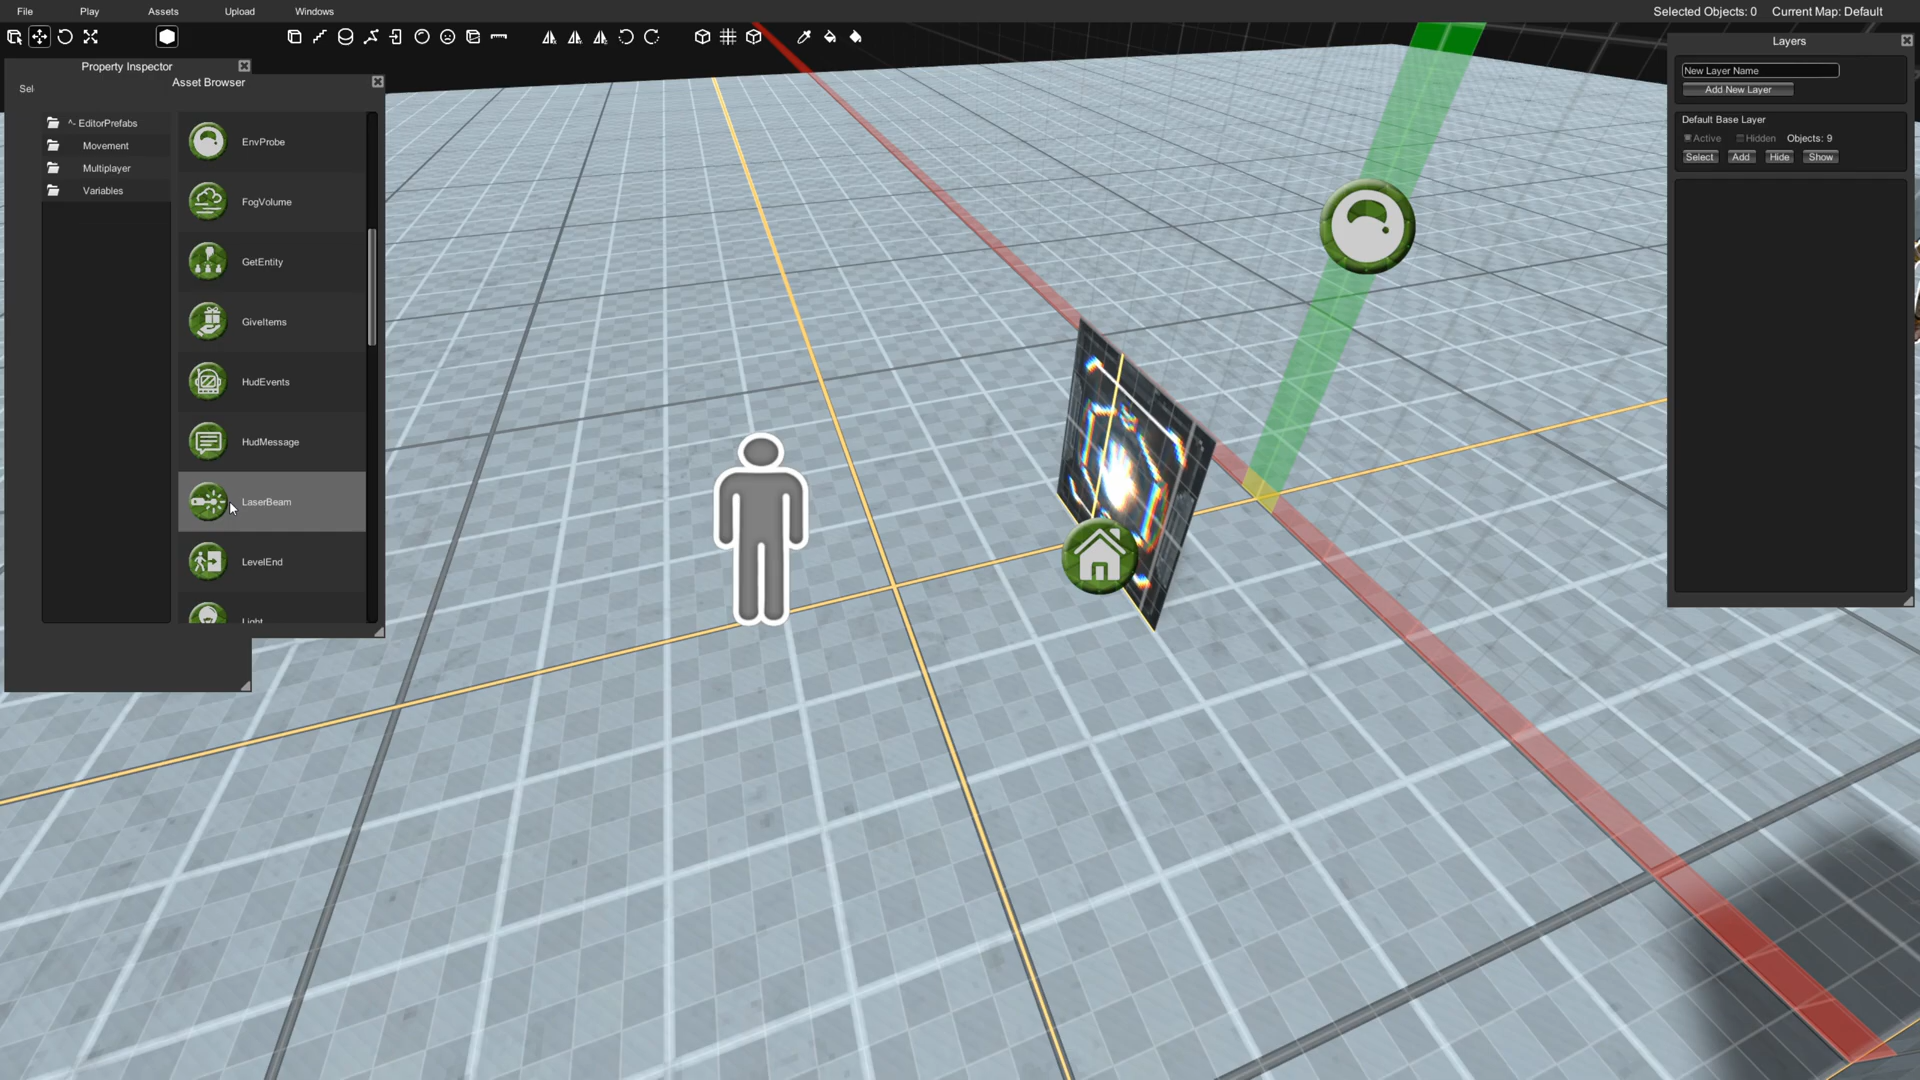 File Play Assets Upload Windows Selected Objects: 0 Current Map: Default
Property Inspector
Sel
Asset Browser
^- EditorPrefabs
Movement
Multiplayer
Variables
EnvProbe
FogVolume
GetEntity
GiveItems
HudEvents
HudMessage
LaserBeam
LevelEnd
Light
Layers
New Layer Name
Add New Layer
Default Base Layer
Active Hidden Objects: 9
Select Add Hide Show